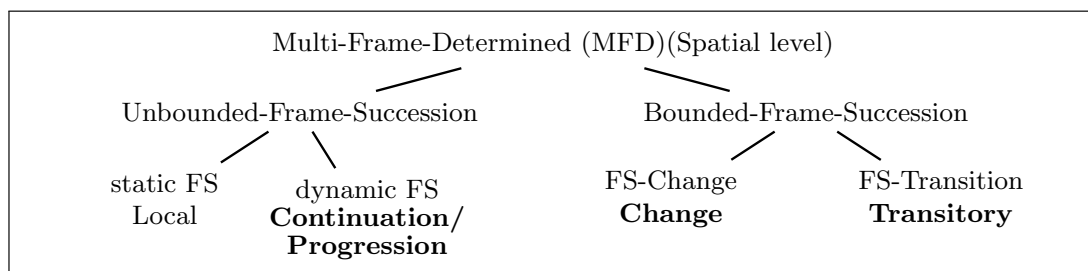 Multi-Frame-Determined (MFD)(Spatial level)
Unbounded-Frame-Succession
Bounded-Frame-Succession
static FS
Local
dynamic FS
Continuation/
Progression
FS-Change
Change
FS-Transition
Transitory